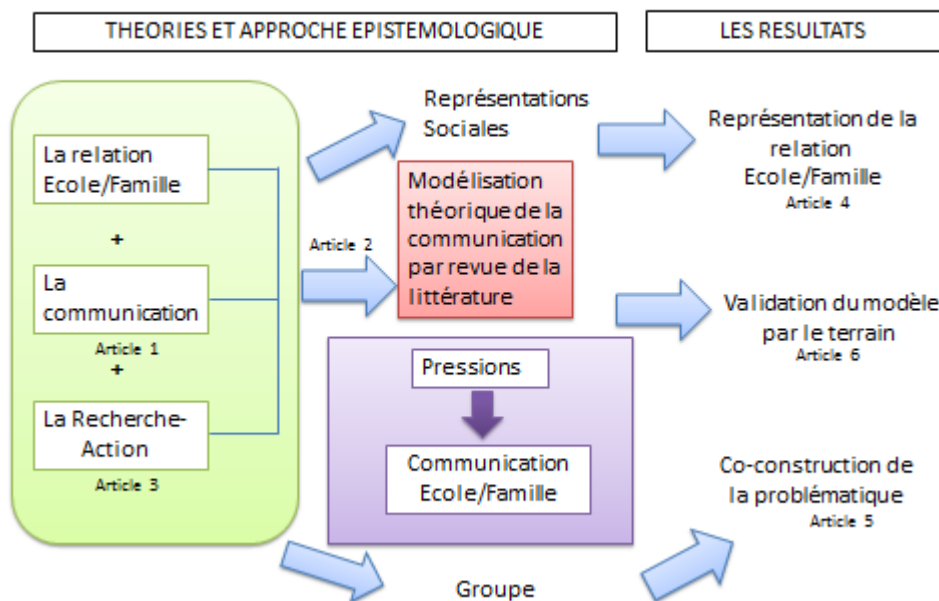 THEORIES ET APPROCHE EPISTEMOLOGIQUE
LES RESULTATS
La relation
Ecole/Famille
+
La
communication
Article 1
+
La Recherche-
Action
Article 3
Article 2
Représentations
Sociales
Modélisation
théorique de la
communication
par revue de la
littérature
Pressions
Communication
Ecole/Famille
Groupe
Représentation de la
relation
Ecole/Famille
Article 4
Validation du modèle
par le terrain
Article 6
Co-construction de
la problématique
Article 5